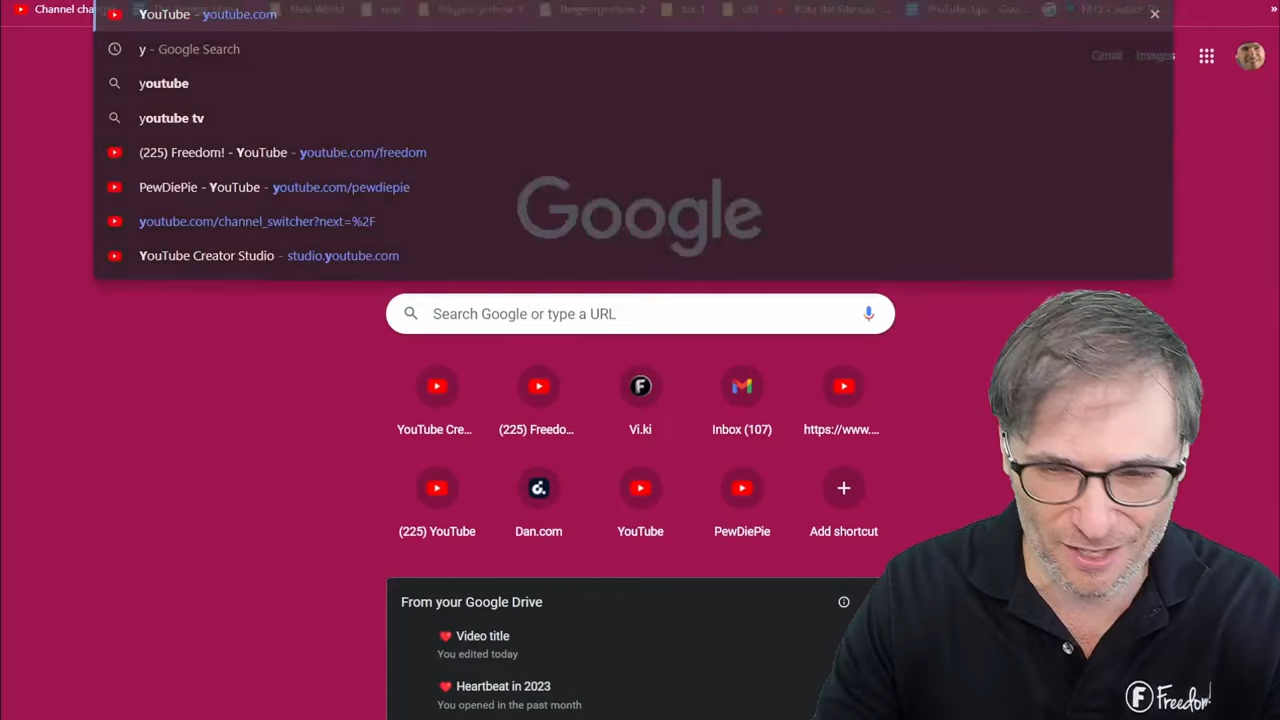 Channel cha
YouTube - youtube.com
y - Google Search
youtube
youtube tv
(225) Freedom! - YouTube - youtube.com/freedom
PewDiePie - YouTube - youtube.com/pewdiepie
youtube.com/channel_switcher?next=%2F
YouTube Creator Studio - studio.youtube.com
Gmail Images
Google
Search Google or type a URL
YouTube Cre... (225) Freedo... Vi.ki Inbox (107) https://www....
(225) YouTube Dan.com YouTube PewDiePie Add shortcut
From your Google Drive
Video title
You edited today
Heartbeat in 2023
You opened in the past month
F Freedom!